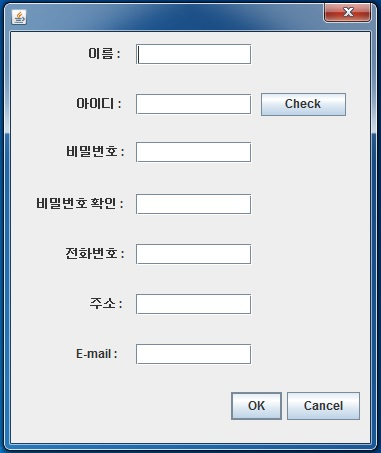 이름 :
아이디 :
Check
비밀번호 :
비밀번호 확인 :
전화번호 :
주소 :
E-mail :
OK
Cancel